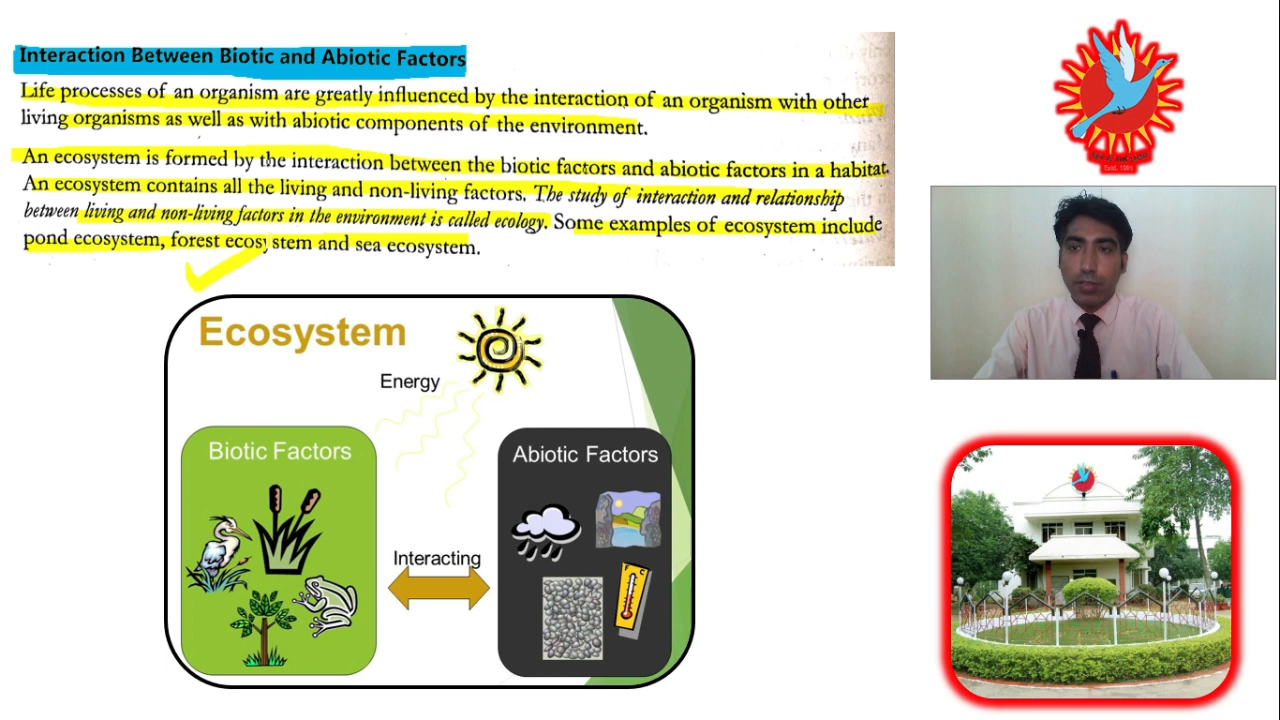 Interaction Between Biotic and Abiotic Factors
Life processes of an organism are greatly influenced by the interaction of an organism with other
living organisms as well as with abiotic components of the environment.
An ecosystem is formed by the interaction between the biotic factors and abiotic factors in a habitat.
An ecosystem contains all the living and non-living factors. The study of interaction and relationship
between living and non-living factors in the environment is called ecology. Some examples of ecosystem include
pond ecosystem, forest ecosystem and sea ecosystem.
Ecosystem
Energy
Biotic Factors
Abiotic Factors
Interacting
Estd. 1991